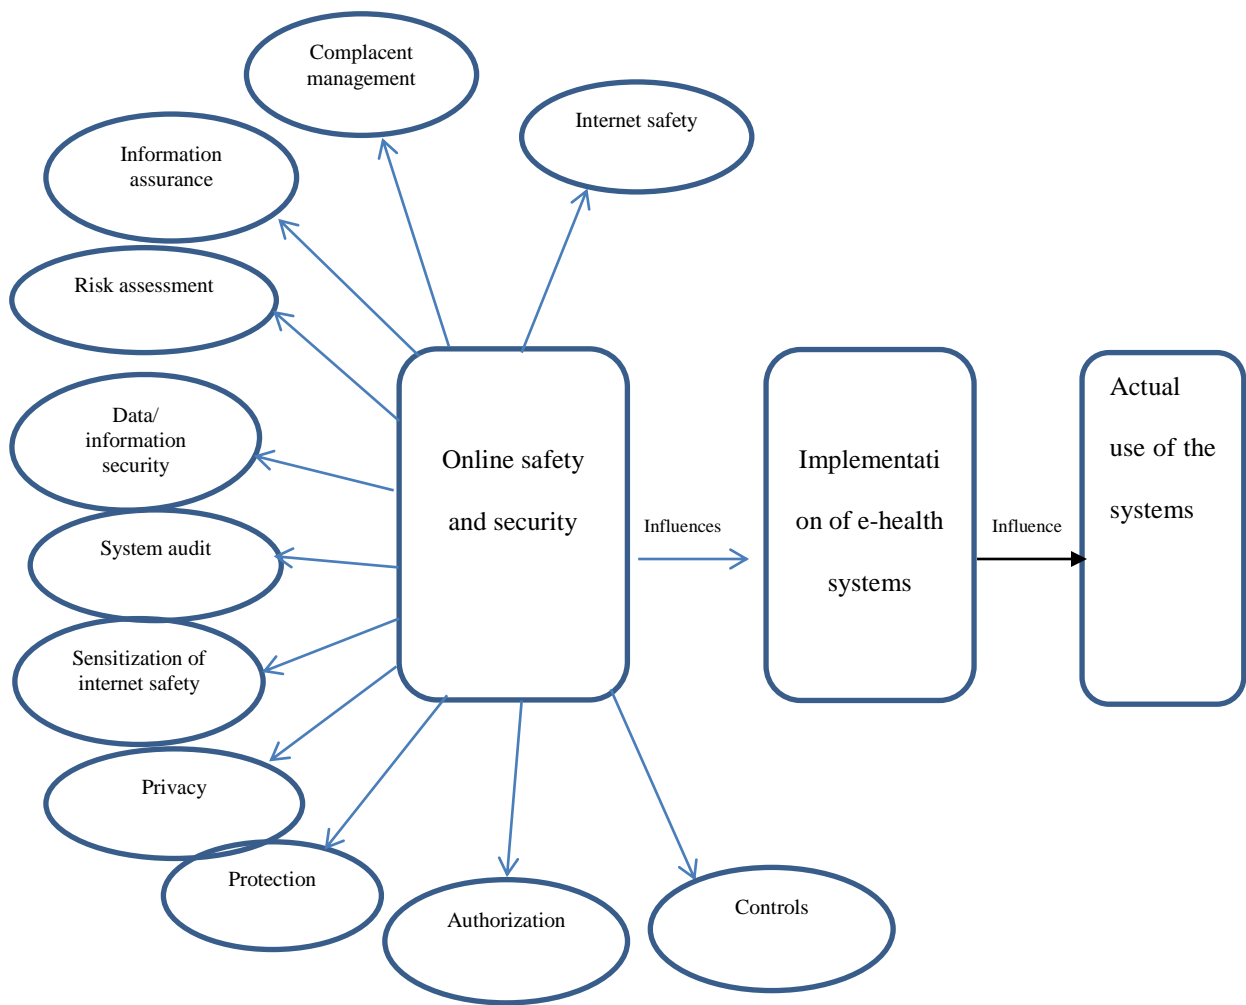 Complacent
management
Internet safety
Information
assurance
Risk assessment
Data/
information
security
System audit
Sensitization of
internet safety
Privacy
Protection
Authorization
Controls
Online safety
and security
Influences
Implementati
on of e-health
systems
Influence
Actual
use of the
systems